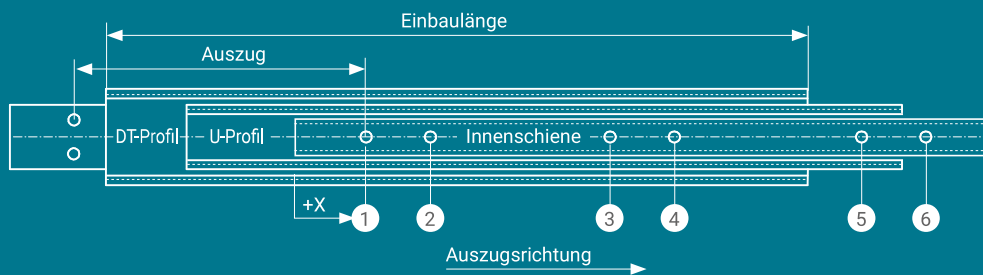 Einbaulänge
Auszug
DT-Profil U-Profil Innenschiene
+X 1 2 3 4 5 6
Auszugsrichtung